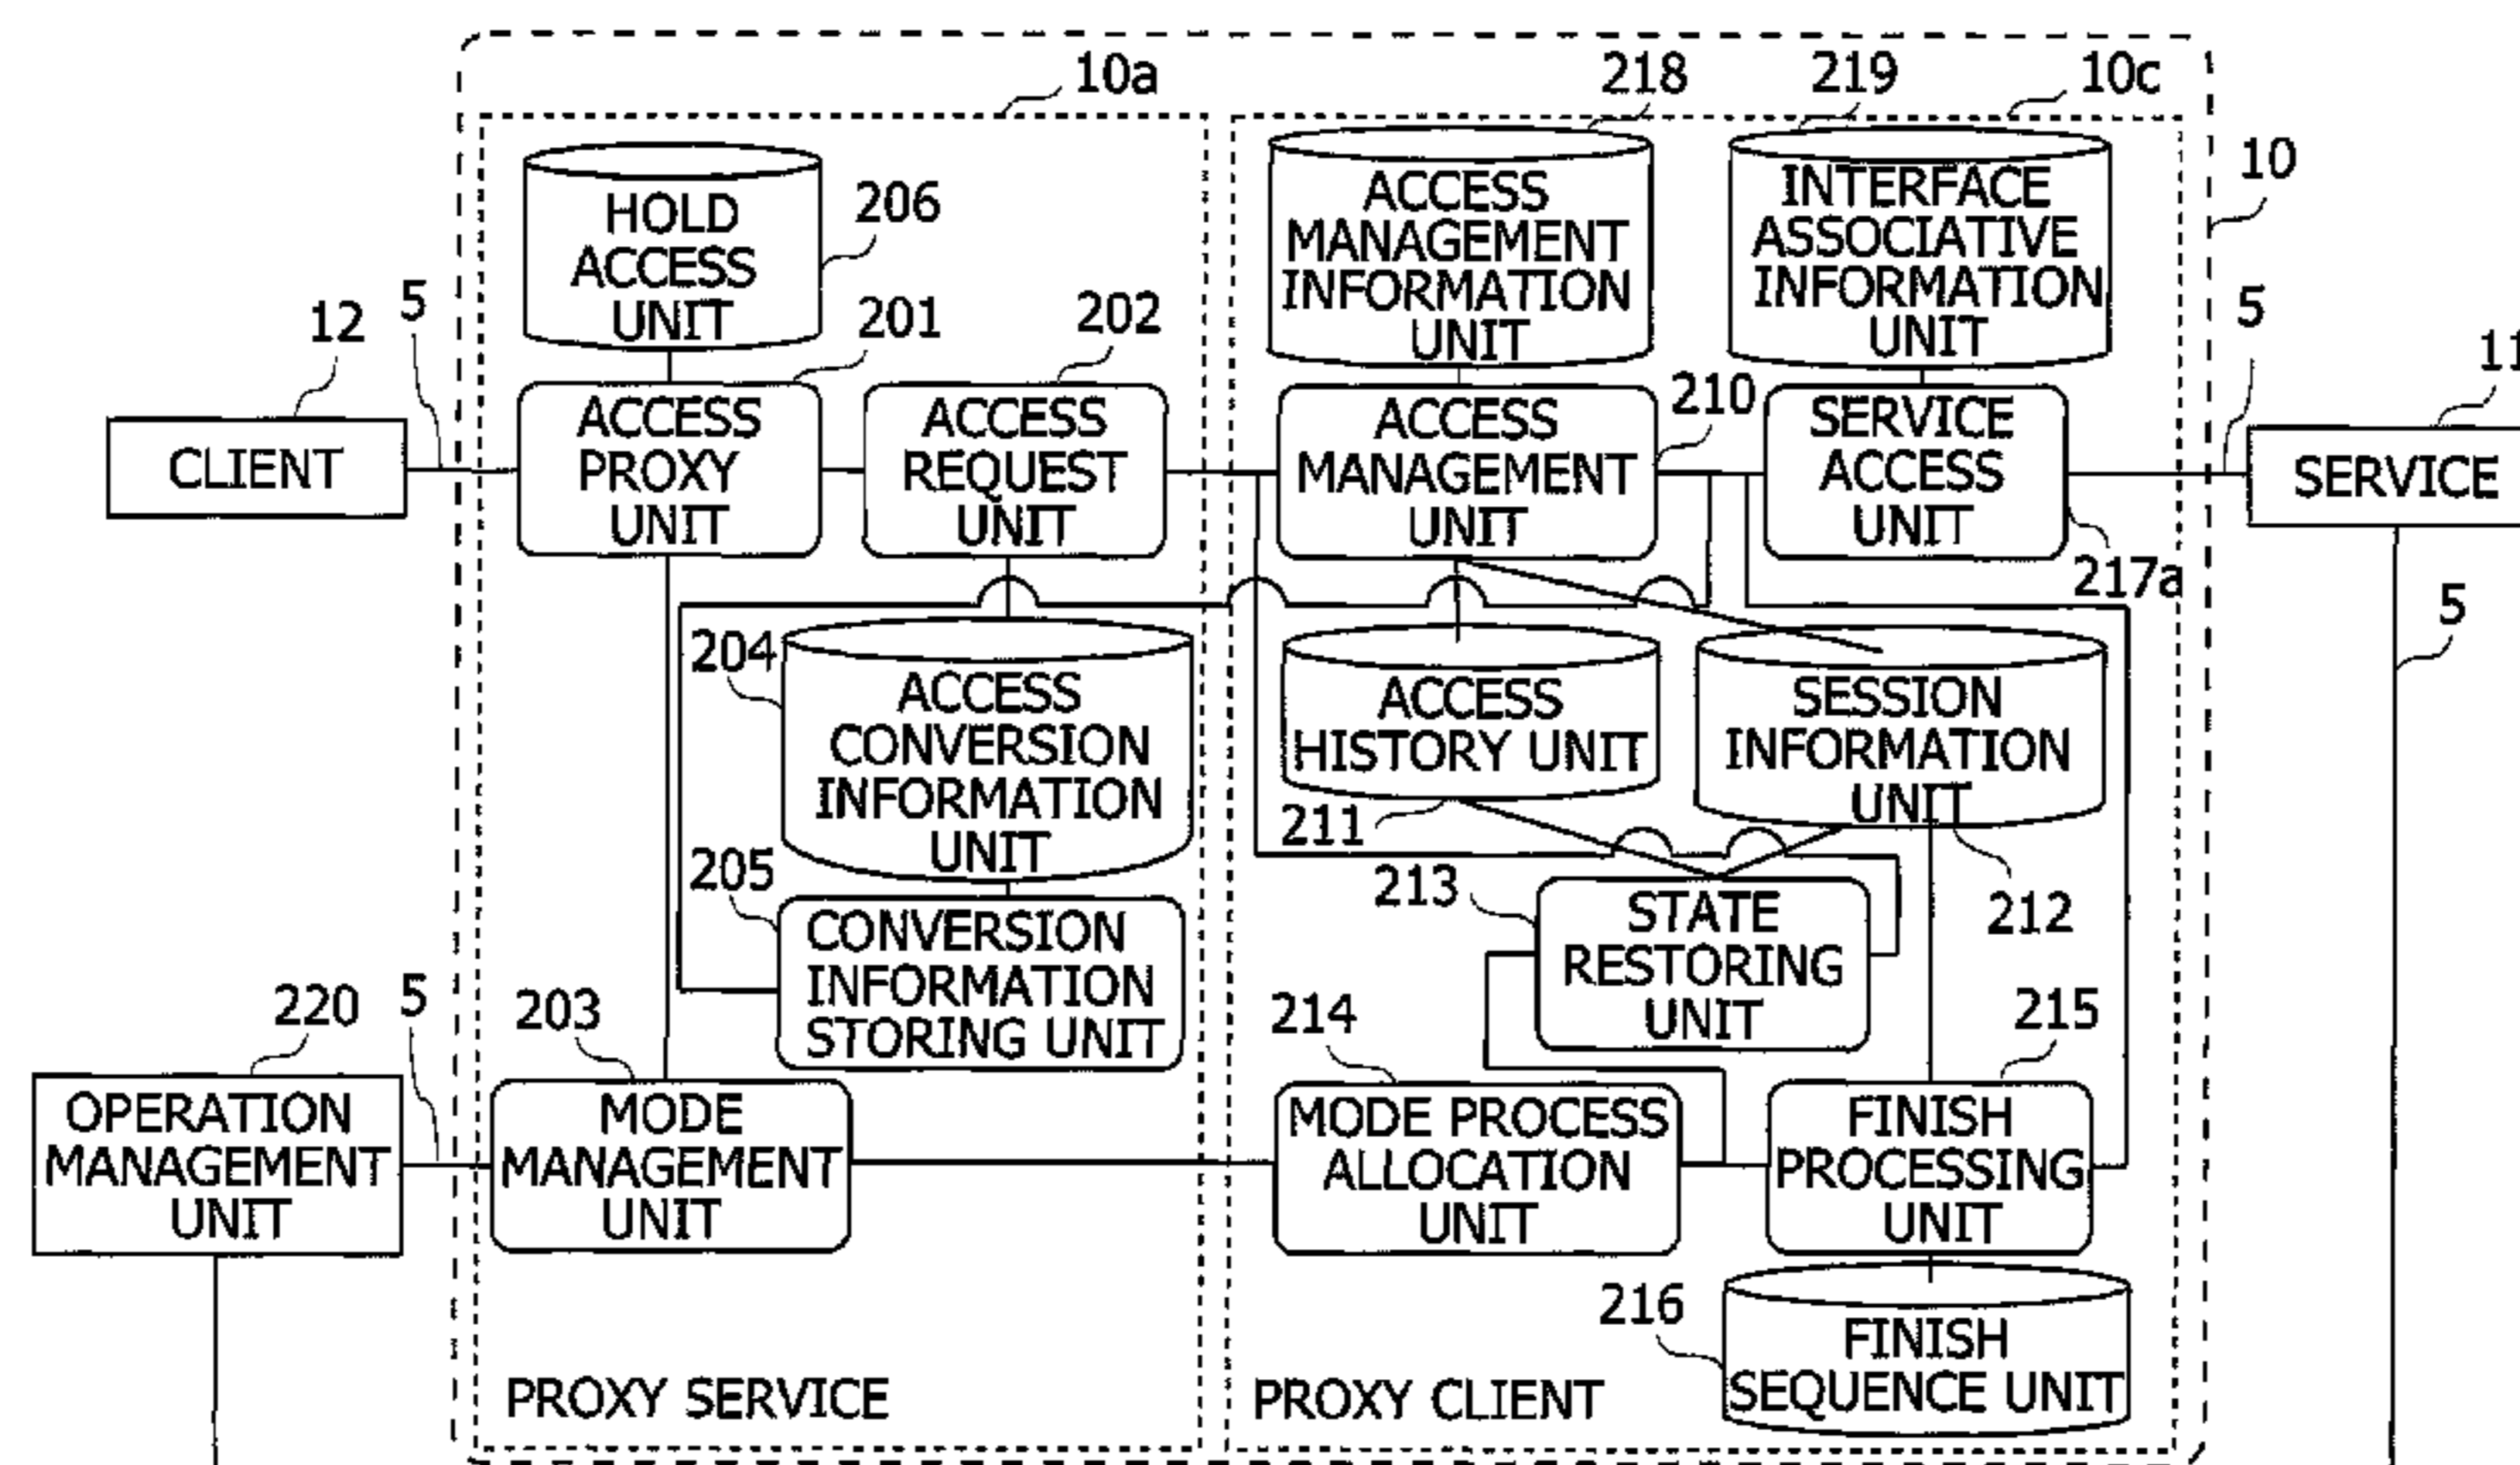 10a
218
219
10c
10
HOLD
ACCESS
UNIT
206
ACCESS
MANAGEMENT
INFORMATION
UNIT
INTERFACE
ASSOCIATIVE
INFORMATION
UNIT
12
5
201
202
5
11
CLIENT
ACCESS
PROXY
UNIT
ACCESS
REQUEST
UNIT
ACCESS
MANAGEMENT
UNIT
210
SERVICE
ACCESS
UNIT
217a
SERVICE
5
204
ACCESS
CONVERSION
INFORMATION
UNIT
ACCESS
HISTORY UNIT
211
SESSION
INFORMATION
UNIT
212
205
CONVERSION
INFORMATION
STORING UNIT
213
STATE
RESTORING
UNIT
220
5
203
214
215
OPERATION
MANAGEMENT
UNIT
MODE
MANAGEMENT
UNIT
MODE PROCESS
ALLOCATION
UNIT
FINISH
PROCESSING
UNIT
216
FINISH
SEQUENCE UNIT
PROXY SERVICE
PROXY CLIENT